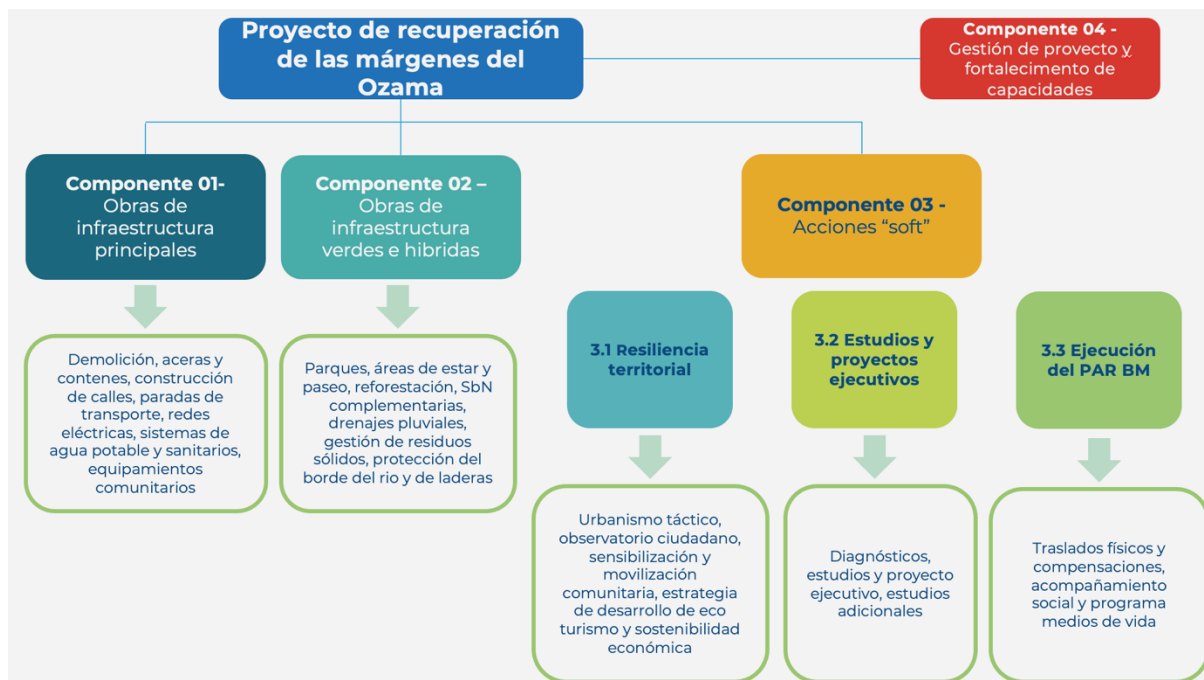 Proyecto de recuperación
de las márgenes del
Ozama
Componente 04 -
Gestión de proyecto y
fortalecimento de
capacidades
Componente 01-
Obras de
infraestructura
principales
Componente 02 –
Obras de
infraestructura
verdes e hibridas
Componente 03 -
Acciones “soft”
Demolición, aceras y
contenes, construcción
de calles, paradas de
transporte, redes
eléctricas, sistemas de
agua potable y sanitarios,
equipamientos
comunitarios
Parques, áreas de estar y
paseo, reforestación, SbN
complementarias,
drenajes pluviales,
gestión de residuos
sólidos, protección del
borde del rio y de laderas
3.1 Resiliencia
territorial
3.2 Estudios y
proyectos
ejecutivos
3.3 Ejecución
del PAR BM
Urbanismo táctico,
observatorio ciudadano,
sensibilización y
movilización
comunitaria, estrategia
de desarrollo de eco
turismo y sostenibilidad
económica
Diagnósticos,
estudios y proyecto
ejecutivo, estudios
adicionales
Traslados físicos y
compensaciones,
acompañamiento
social y programa
medios de vida